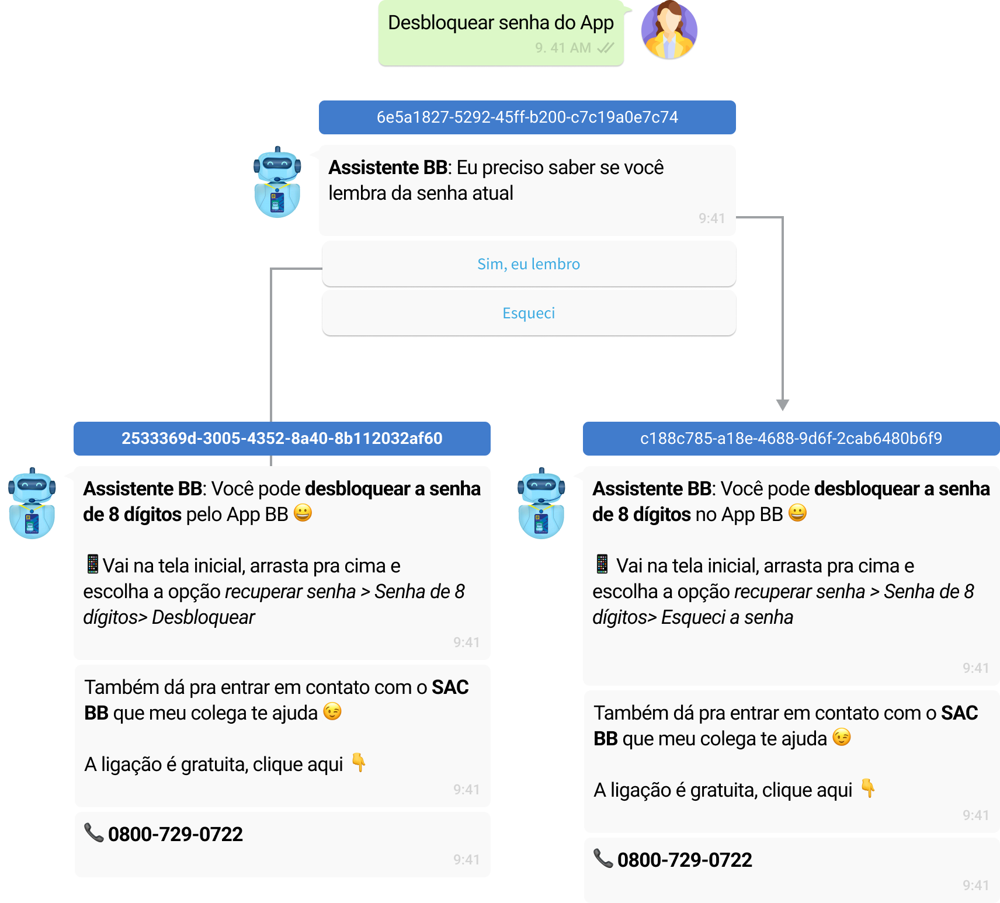 Desbloquear senha do App
9. 41 AM
6e5a1827-5292-45ff-b200-c7c19a0e7c74
Assistente BB: Eu preciso saber se você
lembra da senha atual
9:41
Sim, eu lembro
Esqueci
2533369d-3005-4352-8a40-8b112032af60
Assistente BB: Você pode desbloquear a senha
de 8 dígitos pelo App BB 😀
📱Vai na tela inicial, arrasta pra cima e
escolha a opção recuperar senha > Senha de 8
dígitos> Desbloquear
9:41
Também dá pra entrar em contato com o SAC
BB que meu colega te ajuda 😉
A ligação é gratuita, clique aqui 👇
9:41
📞 0800-729-0722
9:41
c188c785-a18e-4688-9d6f-2cab6480b6f9
Assistente BB: Você pode desbloquear a senha
de 8 dígitos no App BB 😀
📱 Vai na tela inicial, arrasta pra cima e
escolha a opção recuperar senha > Senha de 8
dígitos> Esqueci a senha
9:41
Também dá pra entrar em contato com o SAC
BB que meu colega te ajuda 😉
A ligação é gratuita, clique aqui 👇
9:41
📞 0800-729-0722
9:41